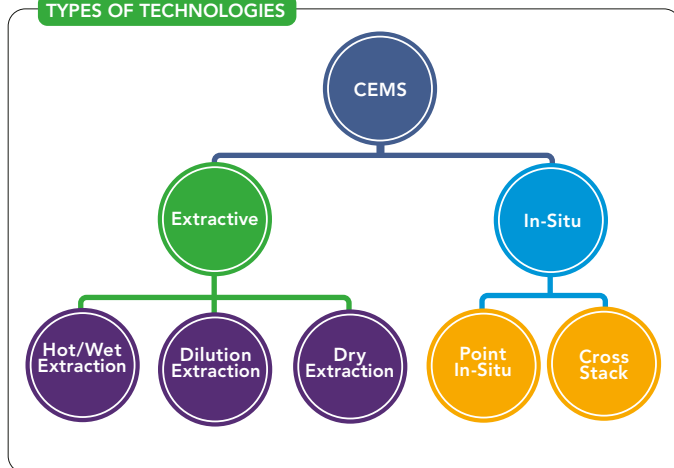 TYPES OF TECHNOLOGIES
CEMS
Extractive
In-Situ
Hot/Wet
Extraction
Dilution
Extraction
Dry
Extraction
Point
In-Situ
Cross
Stack